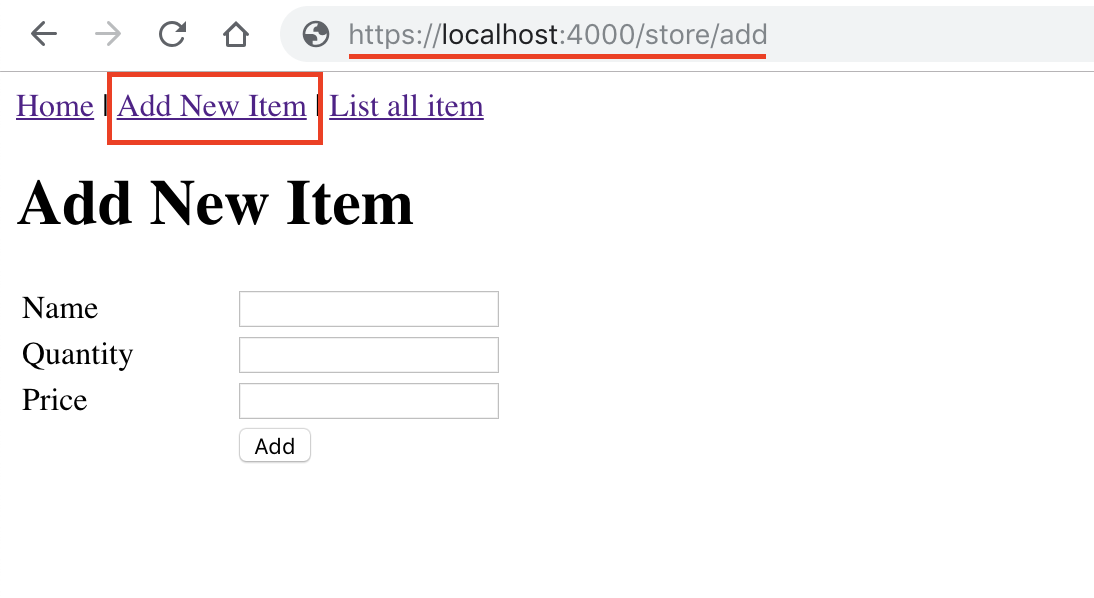 https://localhost:4000/store/add
Home | Add New Item | List all item
Add New Item
Name
Quantity
Price
Add